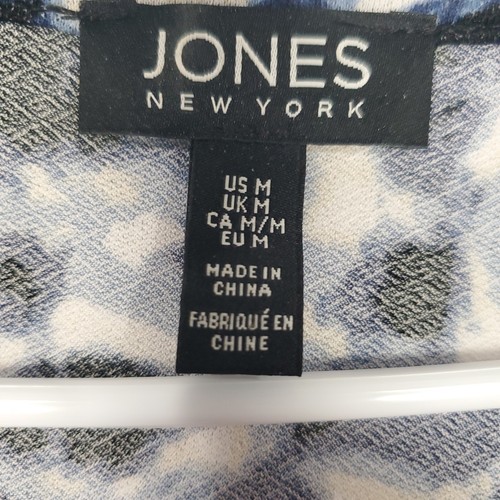 JONES
NEW YORK
US M
UK M
CA M/M
EU M
MADE IN
CHINA
FABRIQUÉ EN
CHINE